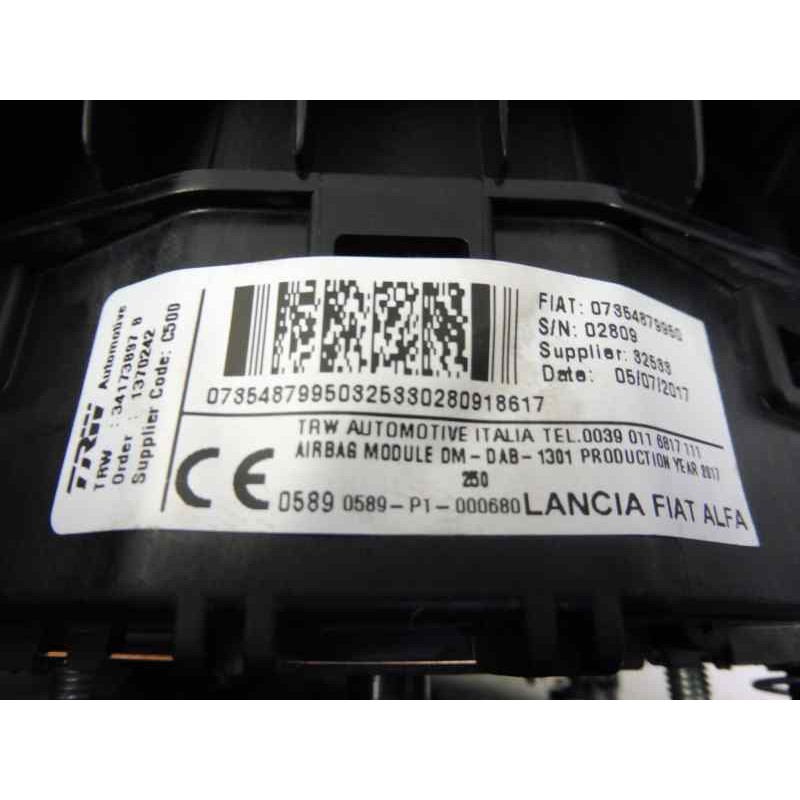 TRW Automotive
TRW : 34173897 B
Order : 1370242
Supplier Code: C500
FIAT: 07354879950
S/N: 02809
Supplier: 32533
Date: 05/07/2017
07354879950325330280918617
TRW AUTOMOTIVE ITALIA TEL.0039 011 6817 111
AIRBAG MODULE DM-DAB-1301 PRODUCTION YEAR 2017
250
CE 0589 0589-P1-000680 LANCIA FIAT ALFA